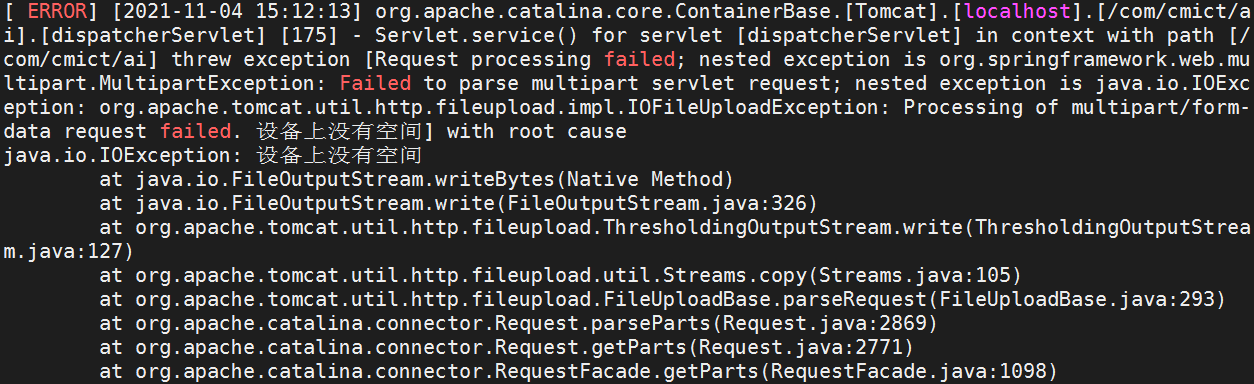 [ ERROR] [2021-11-04 15:12:13] org.apache.catalina.core.ContainerBase.[Tomcat].[localhost].[/com/cmict/a
i].[dispatcherServlet] [175] - Servlet.service() for servlet [dispatcherServlet] in context with path [/
com/cmict/ai] threw exception [Request processing failed; nested exception is org.springframework.web.mu
ltipart.MultipartException: Failed to parse multipart servlet request; nested exception is java.io.IOExc
eption: org.apache.tomcat.util.http.fileupload.impl.IOFileUploadException: Processing of multipart/form-
data request failed. 设备上没有空间] with root cause
java.io.IOException: 设备上没有空间
        at java.io.FileOutputStream.writeBytes(Native Method)
        at java.io.FileOutputStream.write(FileOutputStream.java:326)
        at org.apache.tomcat.util.http.fileupload.ThresholdingOutputStream.write(ThresholdingOutputStrea
m.java:127)
        at org.apache.tomcat.util.http.fileupload.util.Streams.copy(Streams.java:105)
        at org.apache.tomcat.util.http.fileupload.FileUploadBase.parseRequest(FileUploadBase.java:293)
        at org.apache.catalina.connector.Request.parseParts(Request.java:2869)
        at org.apache.catalina.connector.Request.getParts(Request.java:2771)
        at org.apache.catalina.connector.RequestFacade.getParts(RequestFacade.java:1098)